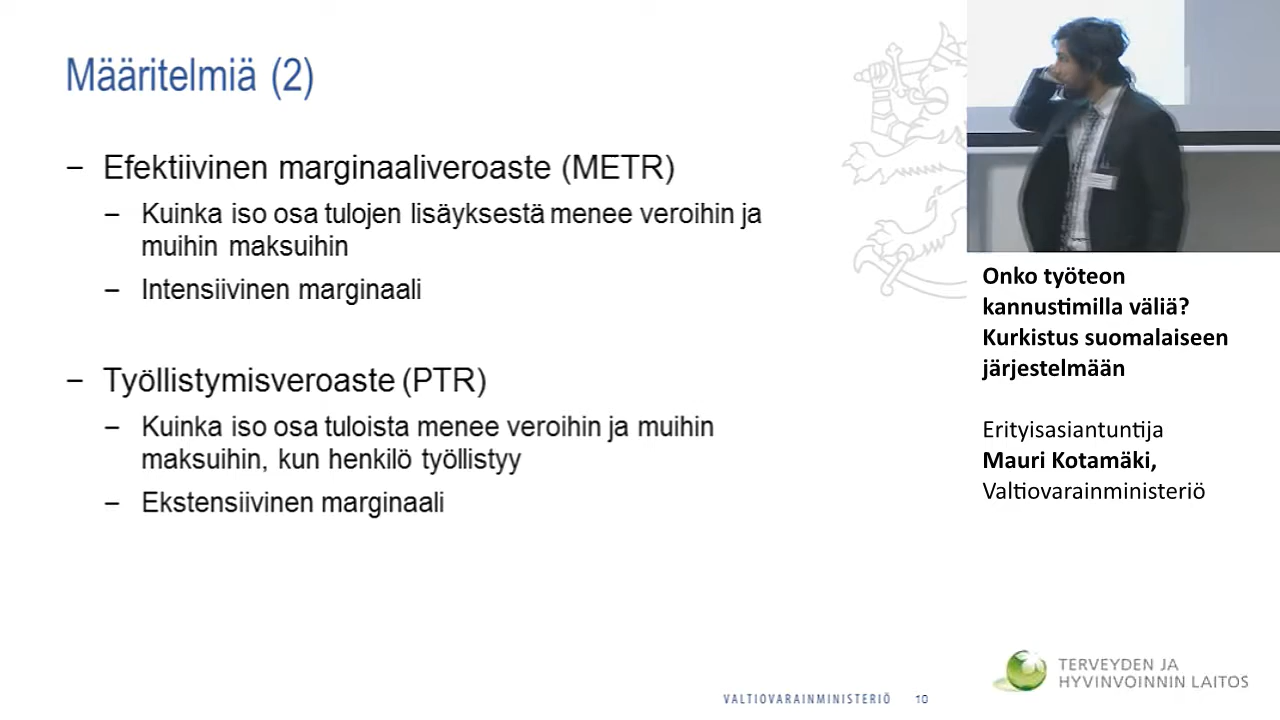 Määritelmiä (2)
– Efektiivinen marginaaliveroaste (METR)
– Kuinka iso osa tulojen lisäyksestä menee veroihin ja
muihin maksuihin
– Intensiivinen marginaali
– Työllistymisveroaste (PTR)
– Kuinka iso osa tuloista menee veroihin ja muihin
maksuihin, kun henkilö työllistyy
– Ekstensiivinen marginaali
VALTIOVARAINMINISTERIÖ 10
Onko työteon
kannustimilla väliä?
Kurkistus suomalaiseen
järjestelmään
Erityisasiantuntija
Mauri Kotamäki,
Valtiovarainministeriö
TERVEYDEN JA
HYVINVOINNIN LAITOS